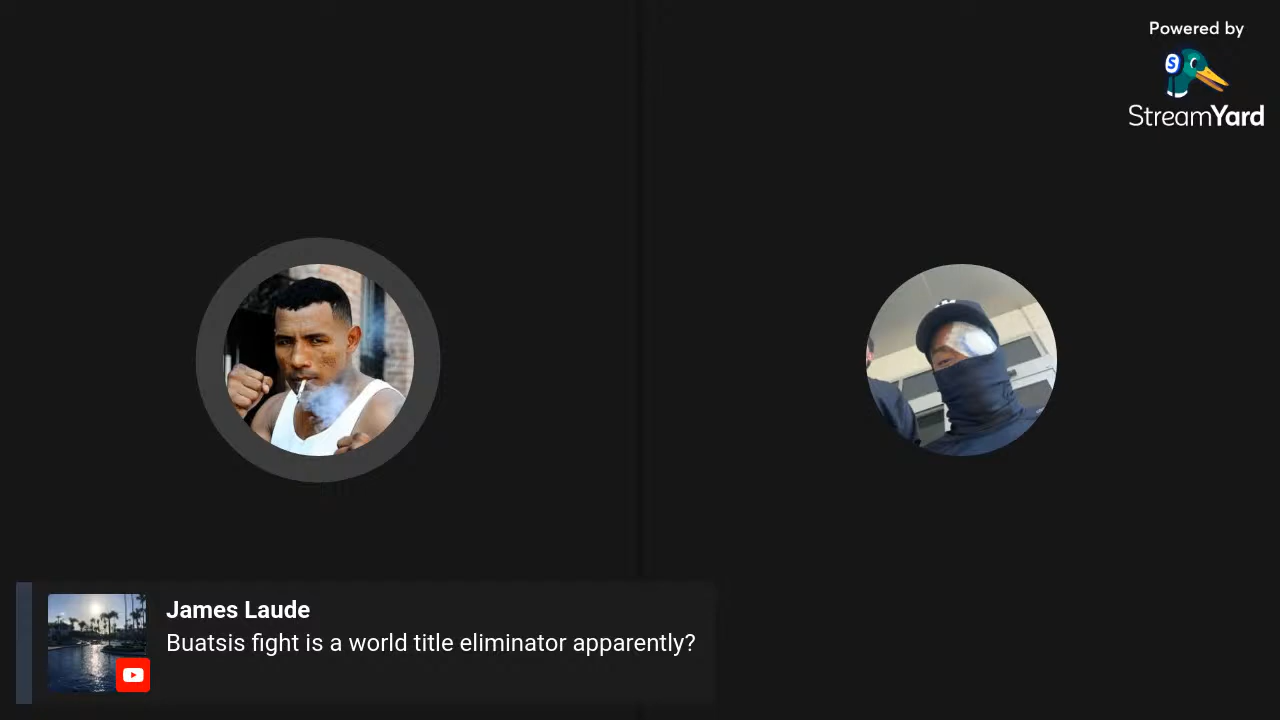 Powered by
StreamYard
James Laude
Buatsis fight is a world title eliminator apparently?